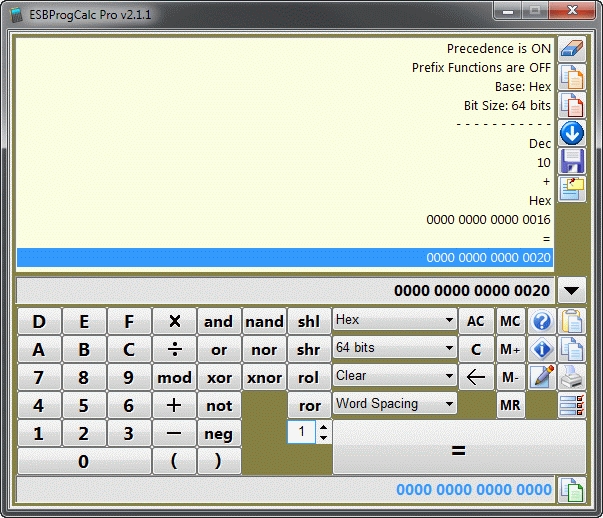 ESBProgCalc Pro v2.1.1
Precedence is ON
Prefix Functions are OFF
Base: Hex
Bit Size: 64 bits
- - - - - - - - - - -
Dec
10
+
Hex
0000 0000 0000 0016
=
0000 0000 0000 0020
0000 0000 0000 0020
D E F × and nand shl Hex AC MC ?
A B C ÷ or nor shr 64 bits C M+ i
7 8 9 mod xor xnor rol Clear ← M-
4 5 6 + not ror Word Spacing MR
1 2 3 − neg 1 =
0 ( )
0000 0000 0000 0000